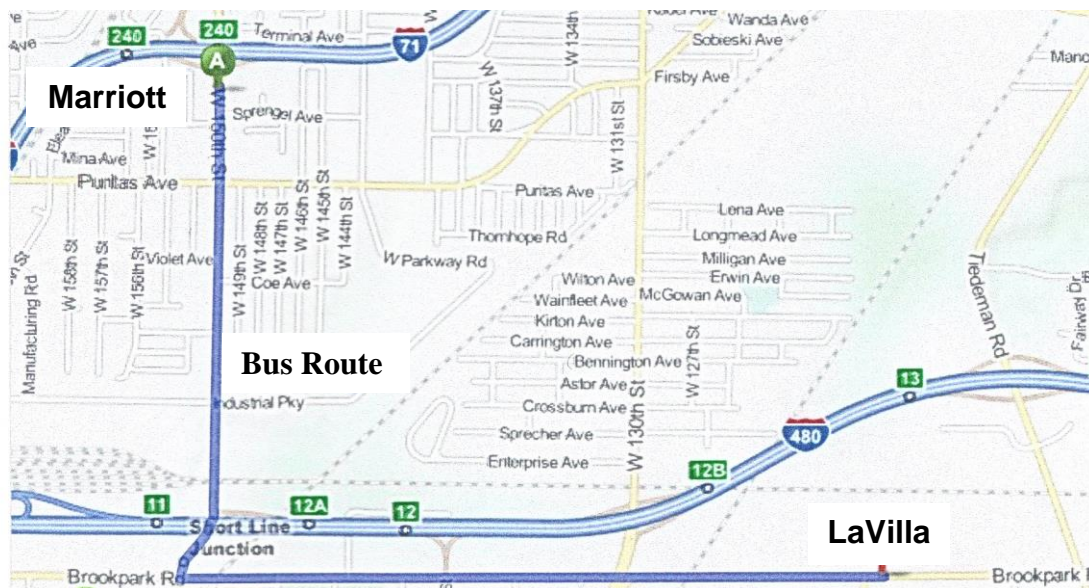 240
240
Terminal Ave
71
W 134th St
Wanda Ave
Sobieski Ave
Firsby Ave
A
Marriott
W 150th St
Sprengel Ave
W 137th St
W 131st St
Mina Ave
Puritas Ave
Puritas Ave
Lena Ave
Thornhope Rd
Longmead Ave
W Parkway Rd
Violet Ave
Milligan Ave
Coe Ave
Wilton Ave
Erwin Ave
Wainfleet Ave
McGowan Ave
Manufacturing Rd
W 158th St
W 157th St
W 156th St
W 149th St
W 148th St
W 147th St
W 146th St
W 145th St
W 144th St
Kirton Ave
Carrington Ave
Bus Route
Bennington Ave
W 127th St
Tiedeman Rd
Fairway Dr
Astor Ave
13
Industrial Pky
Crossburn Ave
W 130th St
Sprecher Ave
480
Enterprise Ave
12B
11
12A
12
Short Line
Junction
LaVilla
Brookpark Rd
Brookpark